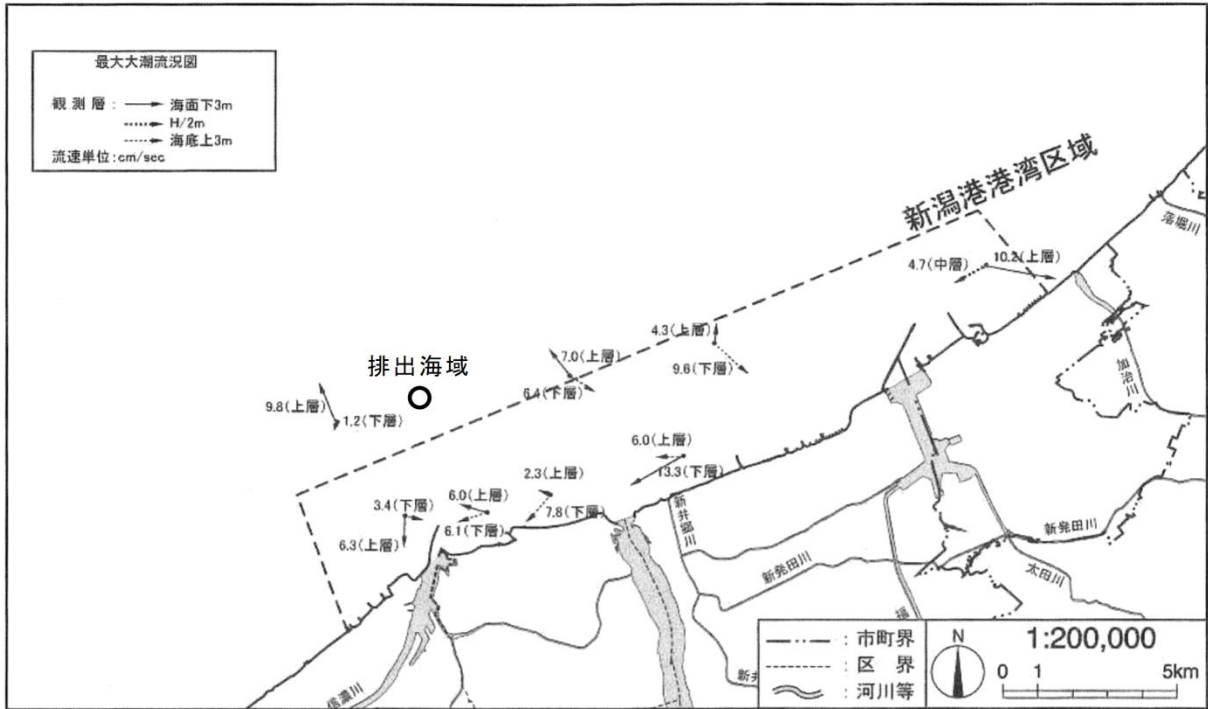 最大大潮流況図
観測層: 海面下3m
H/2m
海底上3m
流速単位:cm/sec
新潟港港湾区域
落堀川
4.7(中層)
10.2(上層)
4.3(上層)
9.6(下層)
7.0(上層)
6.4(下層)
排出海域
9.8(上層)
1.2(下層)
加治川
6.0(上層)
13.3(下層)
2.3(上層)
7.8(下層)
3.4(下層)
6.0(上層)
6.3(上層)
6.1(下層)
新井郷川
新発田川
新発田川
太田川
信濃川
新井
: 市町界
: 区 界
: 河川等
N
1:200,000
0 1 5km